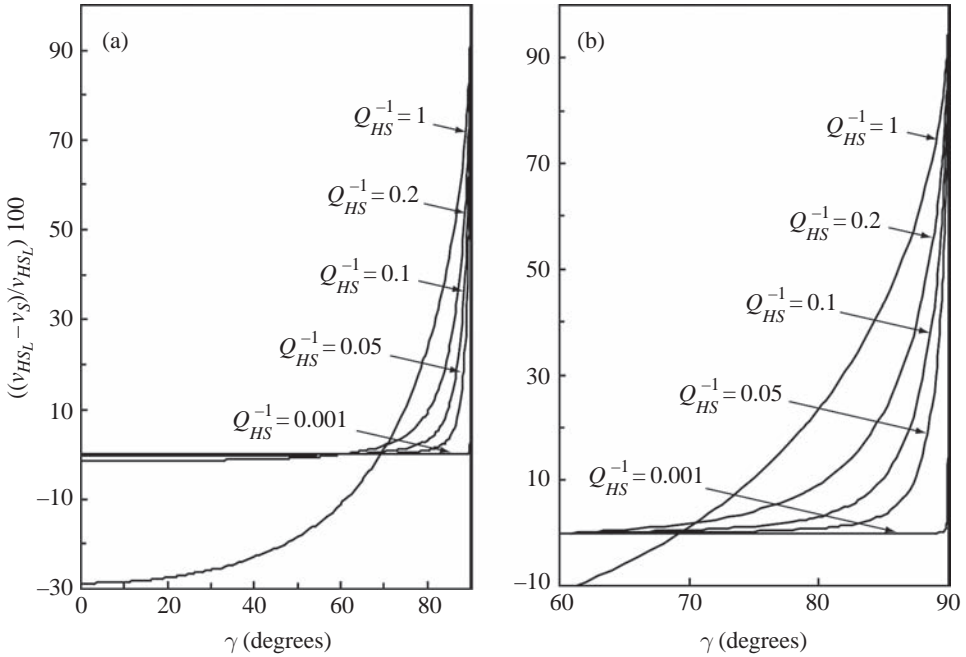 ((v_{HS_L} – v_S)/v_{HS_L}) 100
(a)
90
70
50
30
10
–10
–30
0 10 20 30 40 50 60 70 80
γ (degrees)
Q_{HS}^{–1} = 1
Q_{HS}^{–1} = 0.2
Q_{HS}^{–1} = 0.1
Q_{HS}^{–1} = 0.05
Q_{HS}^{–1} = 0.001
(b)
90
70
50
30
10
–10
60 70 80 90
γ (degrees)
Q_{HS}^{–1} = 1
Q_{HS}^{–1} = 0.2
Q_{HS}^{–1} = 0.1
Q_{HS}^{–1} = 0.05
Q_{HS}^{–1} = 0.001